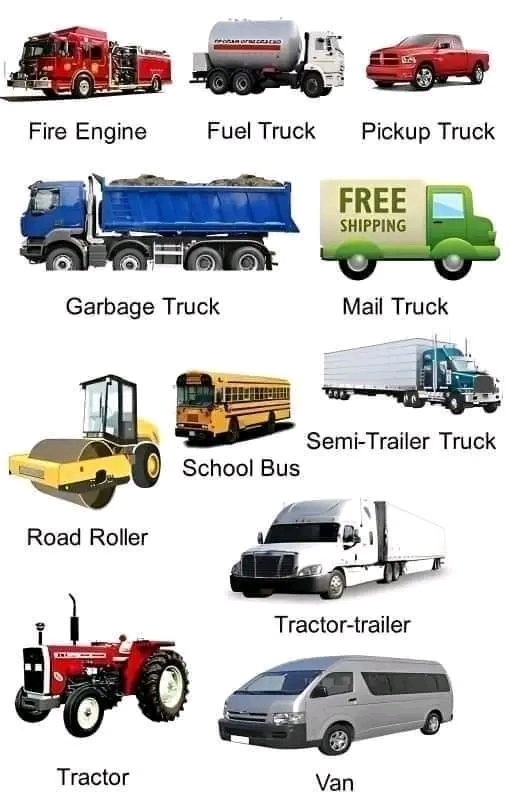 Fire Engine
Fuel Truck
Pickup Truck
FREE
SHIPPING
Garbage Truck
Mail Truck
Semi-Trailer Truck
School Bus
Road Roller
Tractor-trailer
Tractor
Van